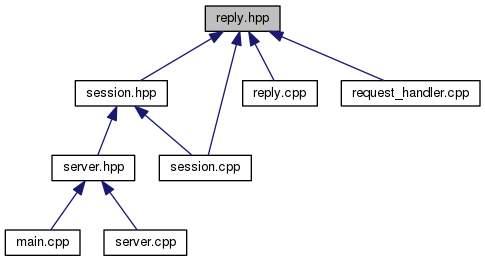 reply.hpp
session.hpp
reply.cpp
request_handler.cpp
server.hpp
session.cpp
main.cpp
server.cpp